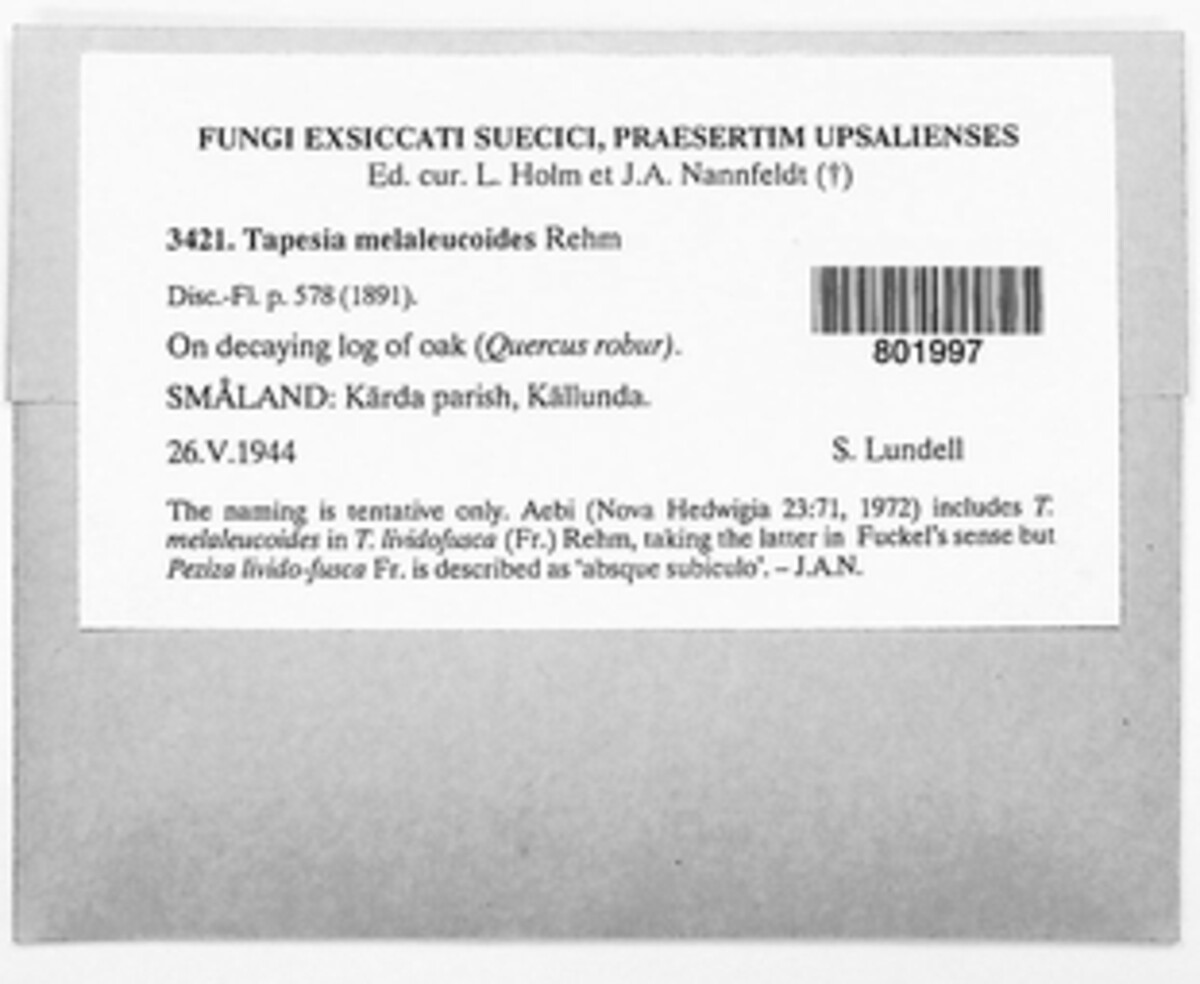 FUNGI EXSICCATI SUECICI, PRAESERTIM UPSALIENSES
Ed. cur. L. Holm et J.A. Nannfeldt (†)
3421. Tapesia melaleucoides Rehm
Disc.-Fl. p. 578 (1891).
On decaying log of oak (Quercus robur).
801997
SMÅLAND: Kärda parish, Källunda.
26.V.1944 S. Lundell
The naming is tentative only. Aebi (Nova Hedwigia 23:71, 1972) includes T.
melaleucoides in T. lividofusca (Fr.) Rehm, taking the latter in Fuckel's sense but
Peziza livido-fusca Fr. is described as 'absque subiculo'. – J.A.N.